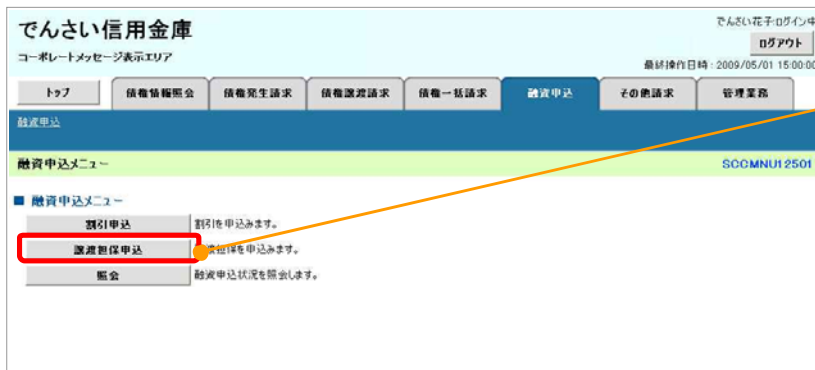 でんさい信用金庫
でんさい花子:ログイン中
ログアウト
コーポレートメッセージ表示エリア
最終操作日時：2009/05/01 15:00:00
トップ 債権情報照会 債権発生請求 債権譲渡請求 債権一括請求 融資申込 その他請求 管理業務
融資申込
融資申込メニュー SCCMNU12501
■ 融資申込メニュー
割引申込 割引を申込みます。
譲渡担保申込 渡担保を申込みます。
照会 融資申込状況を照会します。